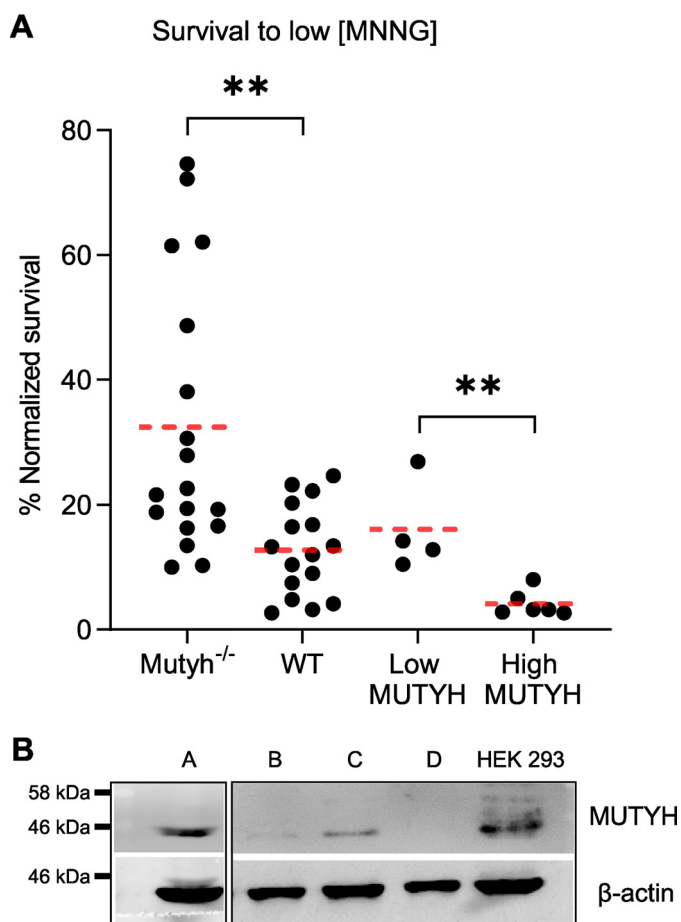 A
Survival to low [MNNG]
**
80
60
40
20
0
**
% Normalized survival
Mutyh-/- WT Low MUTYH High MUTYH
B
A B C D HEK 293
58 kDa
46 kDa
MUTYH
46 kDa
β-actin